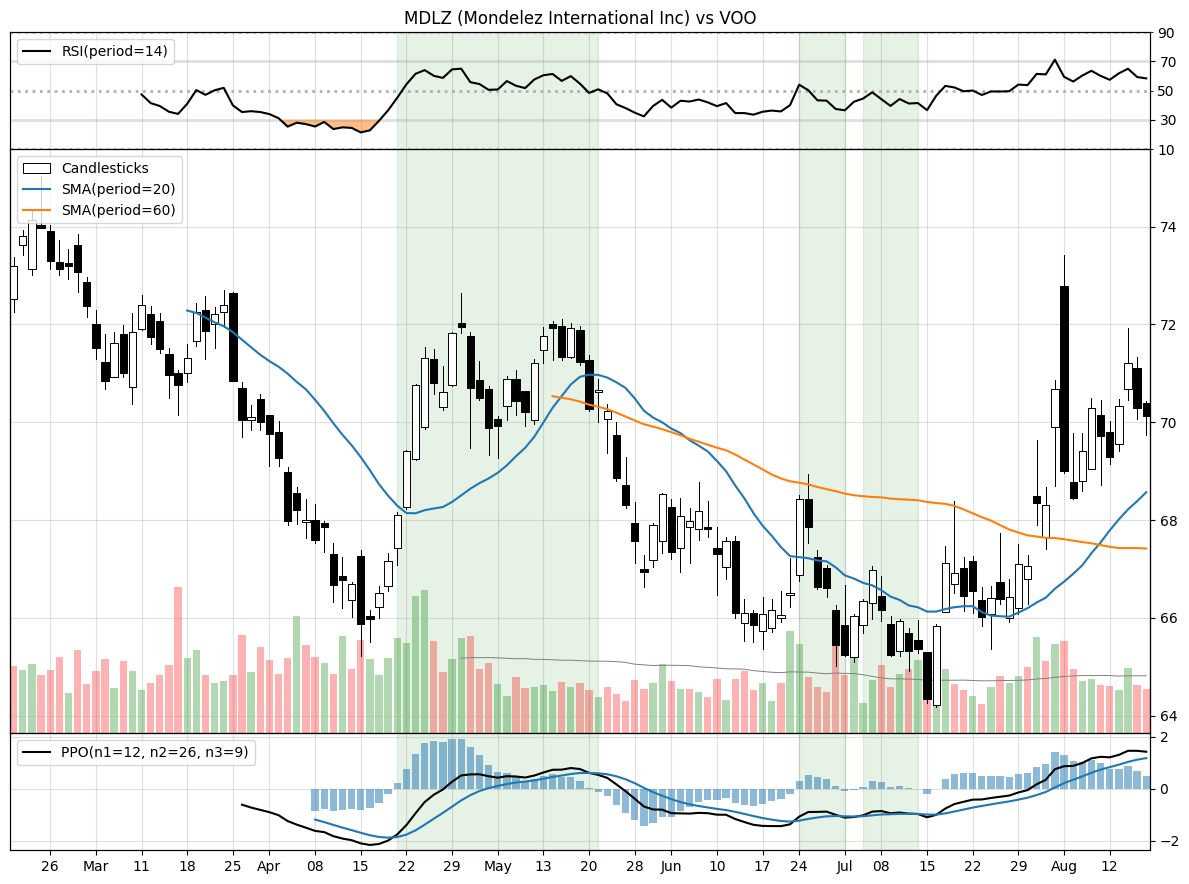 MDLZ (Mondelez International Inc) vs VOO
RSI(period=14)
90
70
50
30
10
Candlesticks
SMA(period=20)
SMA(period=60)
74
72
70
68
66
64
PPO(n1=12, n2=26, n3=9)
2
0
−2
26 Mar 11 18 25 Apr 08 15 22 29 May 13 20 28 Jun 10 17 24 Jul 08 15 22 29 Aug 12